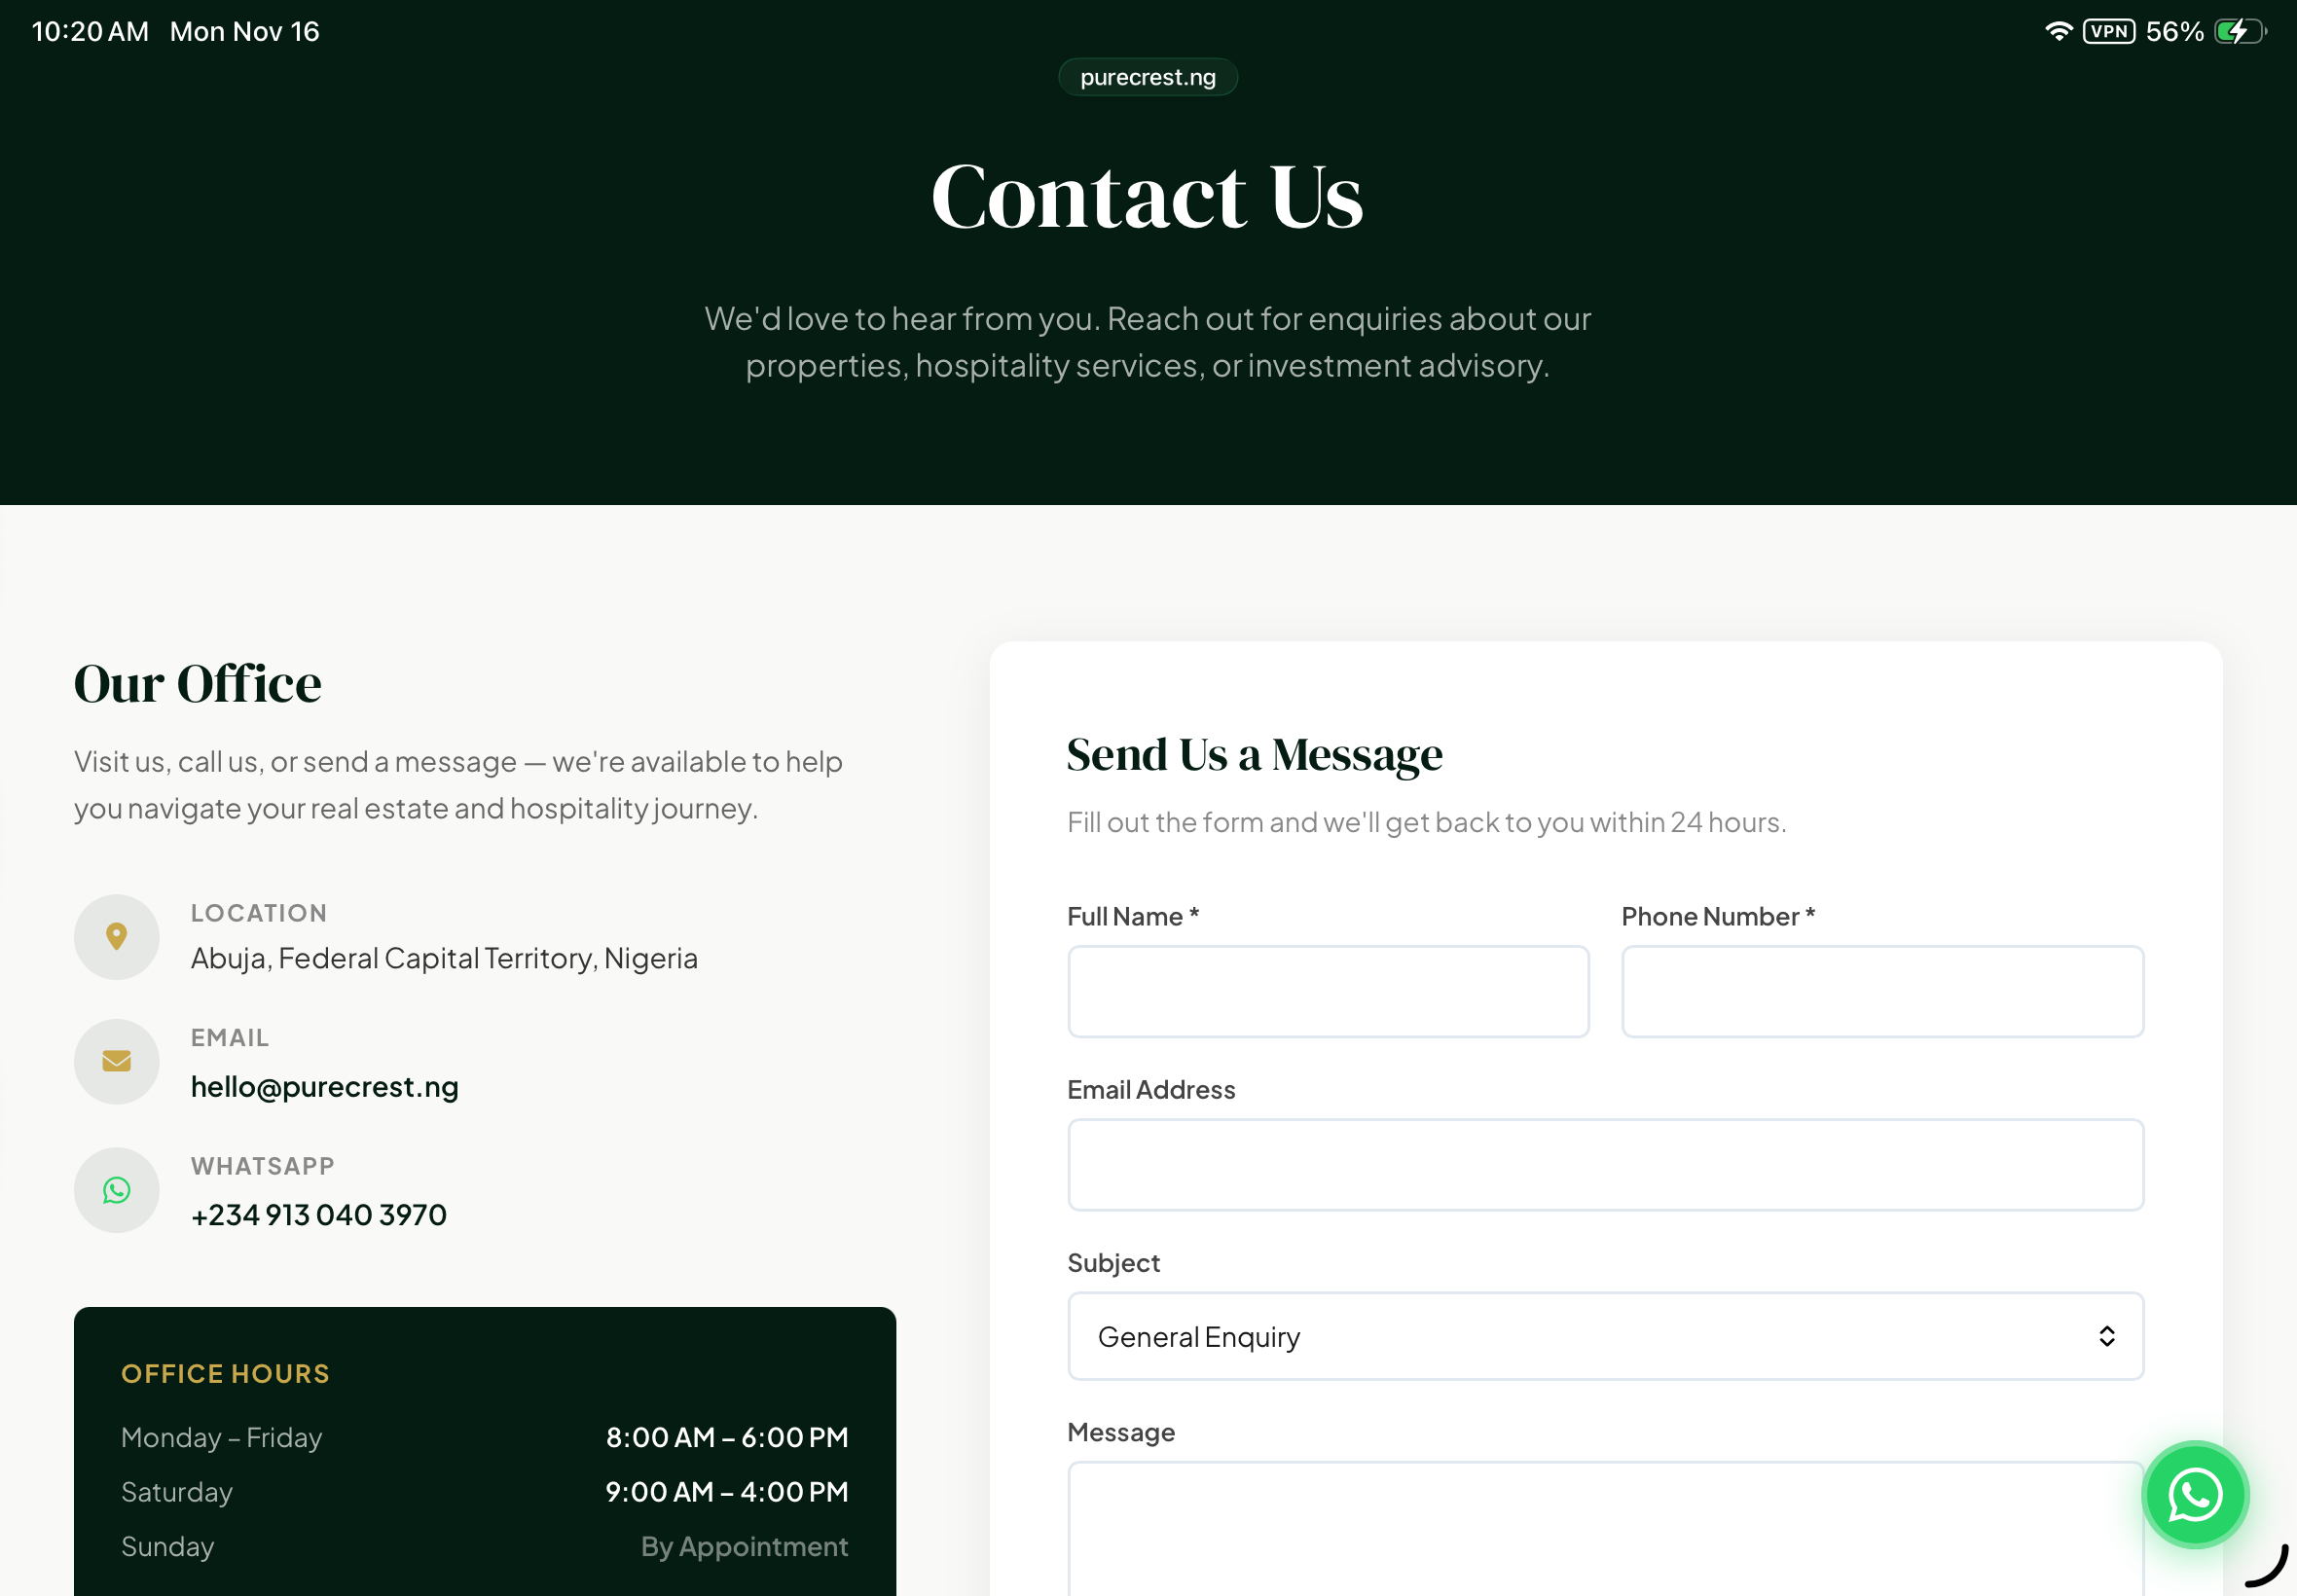 10:20 AM Mon Nov 16
VPN 56%
purecrest.ng
Contact Us
We'd love to hear from you. Reach out for enquiries about our
properties, hospitality services, or investment advisory.
Our Office
Visit us, call us, or send a message — we're available to help
you navigate your real estate and hospitality journey.
LOCATION
Abuja, Federal Capital Territory, Nigeria
EMAIL
hello@purecrest.ng
WHATSAPP
+234 913 040 3970
OFFICE HOURS
Monday – Friday 8:00 AM – 6:00 PM
Saturday 9:00 AM – 4:00 PM
Sunday By Appointment
Send Us a Message
Fill out the form and we'll get back to you within 24 hours.
Full Name * Phone Number *
Email Address
Subject
General Enquiry
Message